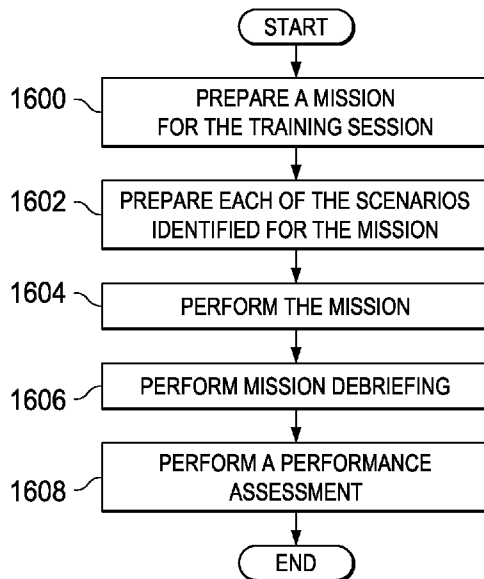 START
1600
PREPARE A MISSION
FOR THE TRAINING SESSION
1602
PREPARE EACH OF THE SCENARIOS
IDENTIFIED FOR THE MISSION
1604
PERFORM THE MISSION
1606
PERFORM MISSION DEBRIEFING
1608
PERFORM A PERFORMANCE
ASSESSMENT
END